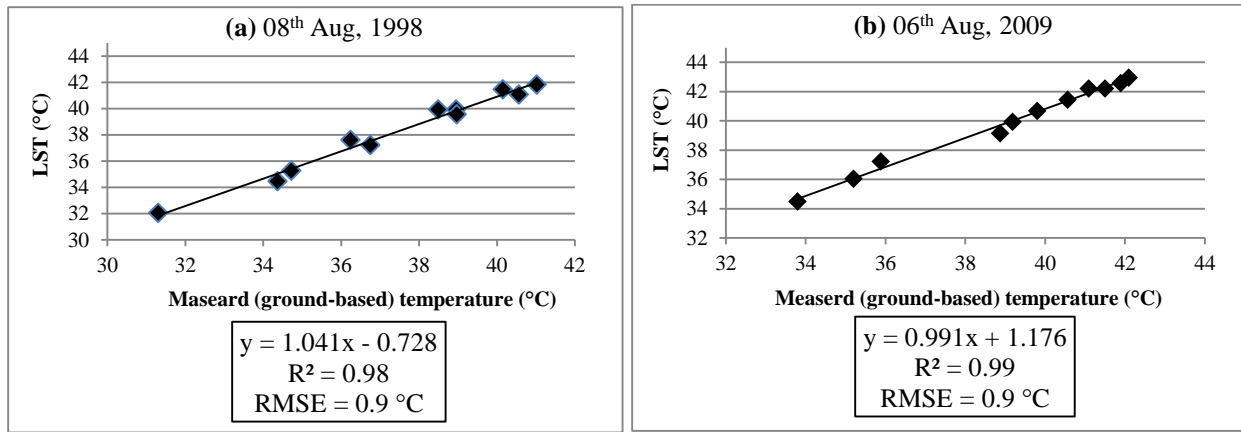 (a) 08th Aug, 1998
44
42
40
38
36
34
32
30
LST (°C)
30 32 34 36 38 40 42
Maseard (ground-based) temperature (°C)
y = 1.041x - 0.728
R² = 0.98
RMSE = 0.9 °C
(b) 06th Aug, 2009
44
42
40
38
36
34
32
LST (°C)
32 34 36 38 40 42 44
Measerd (ground-based) temperature (°C)
y = 0.991x + 1.176
R² = 0.99
RMSE = 0.9 °C